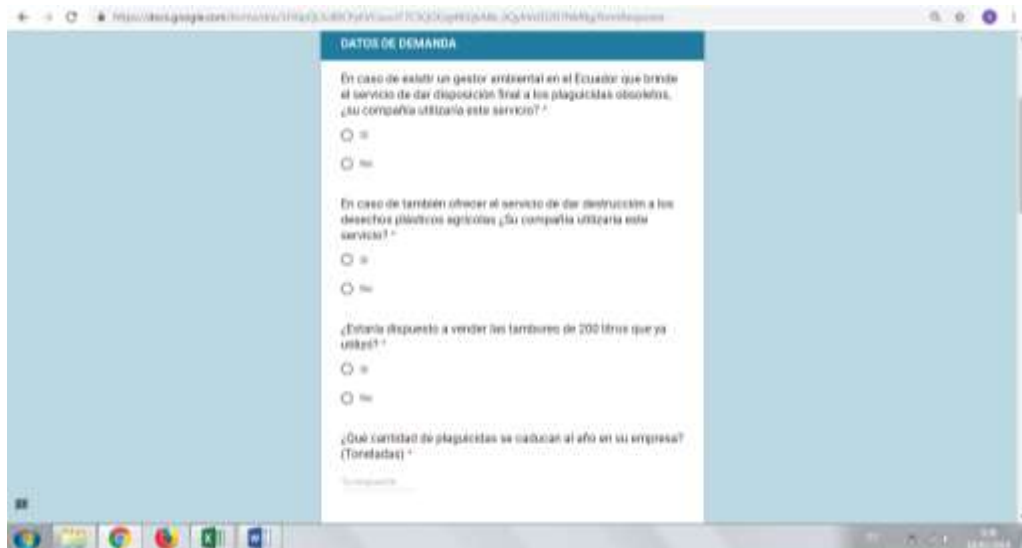 DATOS DE DEMANDA
En caso de existir un gestor ambiental en el Ecuador que brinde
el servicio de dar disposición final a los plaguicidas obsoletos,
¿su compañía utilizaría este servicio? *
Si
No
En caso de también ofrecer el servicio de dar destrucción a los
desechos plásticos agrícolas ¿Su compañía utilizaría este
servicio? *
Si
No
¿Estaría dispuesto a vender los tambores de 200 litros que ya
utilizó? *
Si
No
¿Qué cantidad de plaguicidas se caducan al año en su empresa?
(Toneladas) *
Tu respuesta